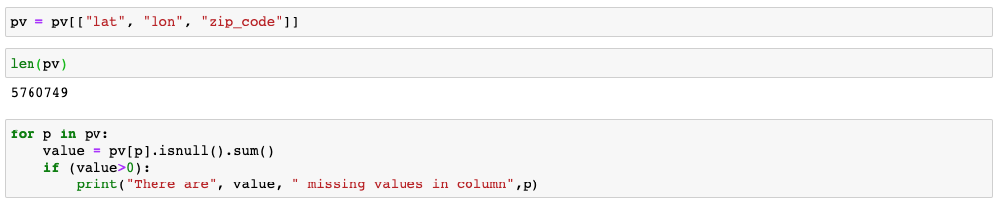 pv = pv[["lat", "lon", "zip_code"]]
len(pv)
5760749
for p in pv:
    value = pv[p].isnull().sum()
    if (value>0):
        print("There are", value, " missing values in column",p)